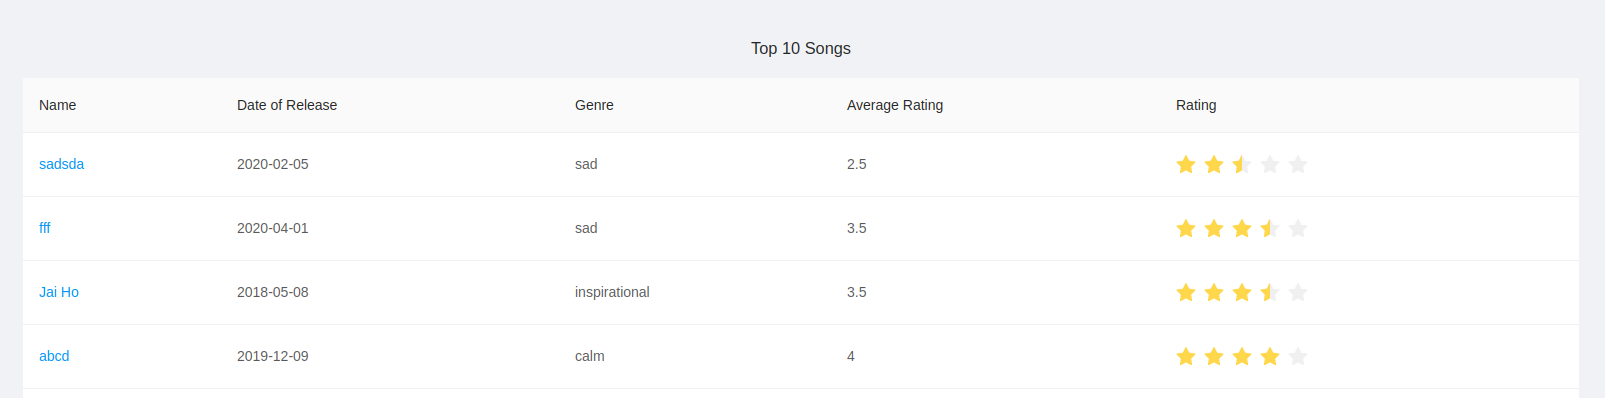 Top 10 Songs
Name Date of Release Genre Average Rating Rating
sadsda 2020-02-05 sad 2.5
fff 2020-04-01 sad 3.5
Jai Ho 2018-05-08 inspirational 3.5
abcd 2019-12-09 calm 4